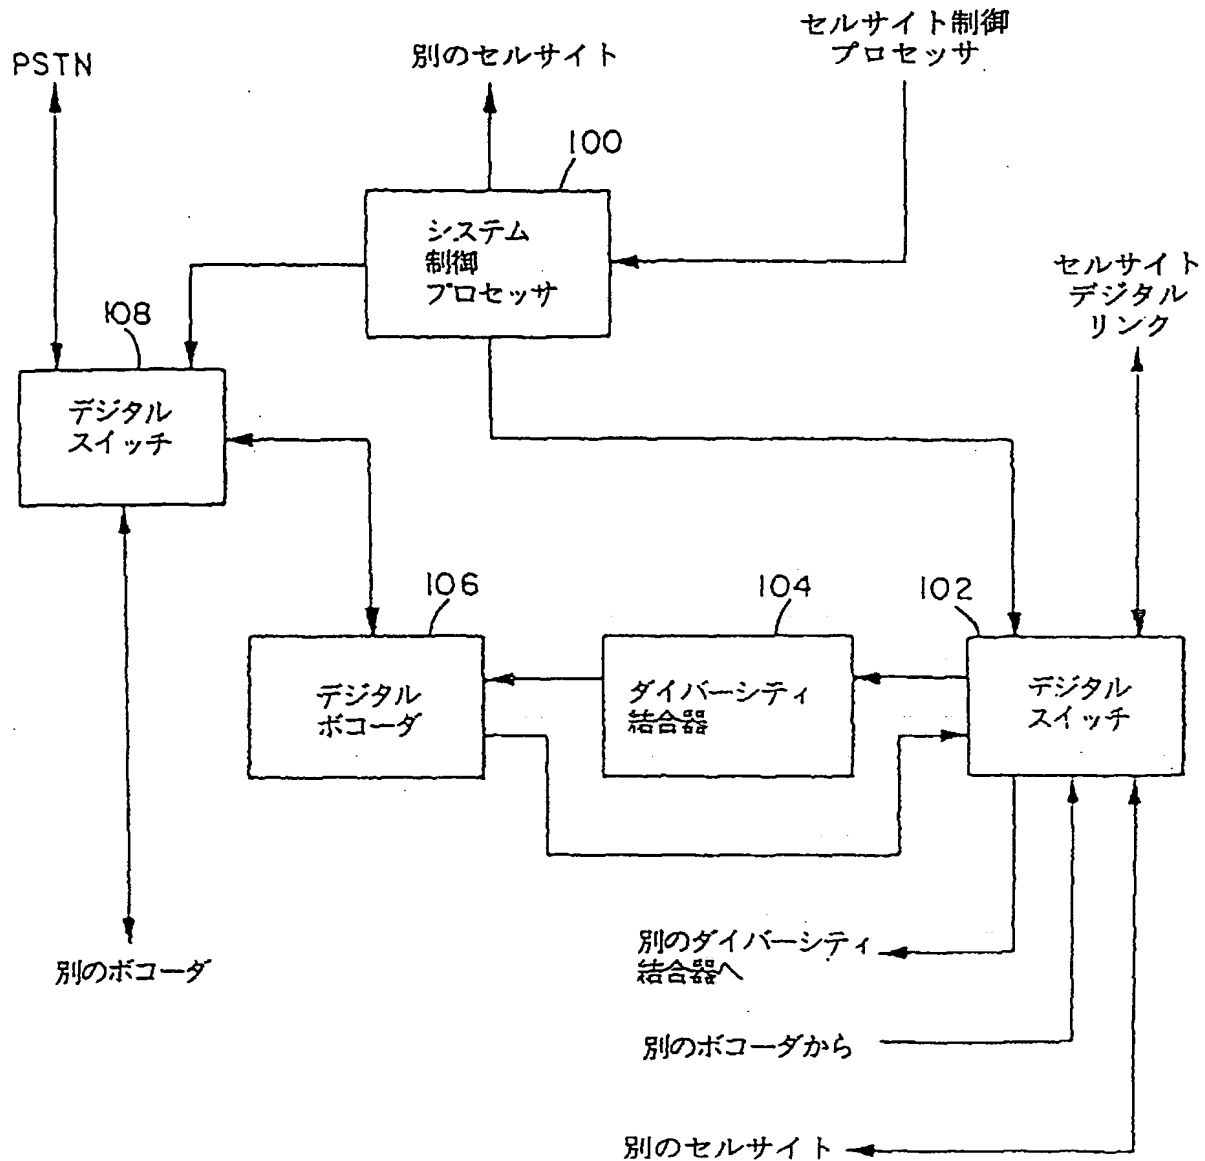 セルサイト制御
プロセッサ
別のセルサイト
PSTN
100
システム
制御
プロセッサ
セルサイト
デジタル
リンク
108
デジタル
スイッチ
106
104
102
デジタル
ボコーダ
ダイバーシティ
結合器
デジタル
スイッチ
別のダイバーシティ
結合器へ
別のボコーダ
別のボコーダから
別のセルサイト